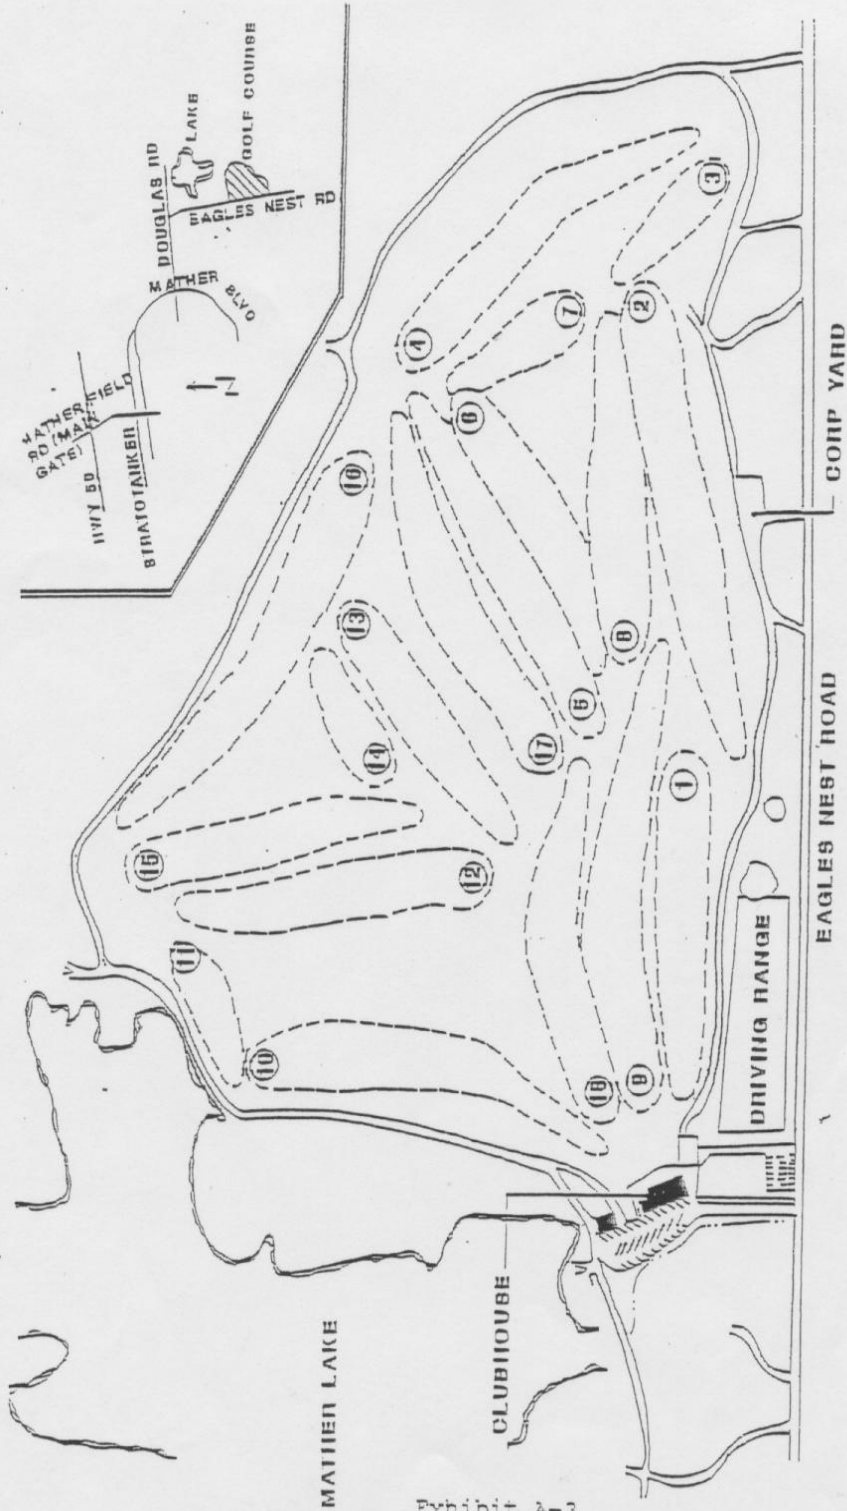 HWY 50
MATHER FIELD
RD (MAIN
GATE)
STRATOTANKER
MATHER
BLVD
DOUGLAS RD
LAKE
EAGLES NEST RD
GOLF COURSE
N
16
4
3
7
2
6
13
14
17
5
8
15
12
1
11
10
18
9
DRIVING RANGE
EAGLES NEST ROAD
CORP YARD
MATHER LAKE
CLUBHOUSE
Exhibit A-2